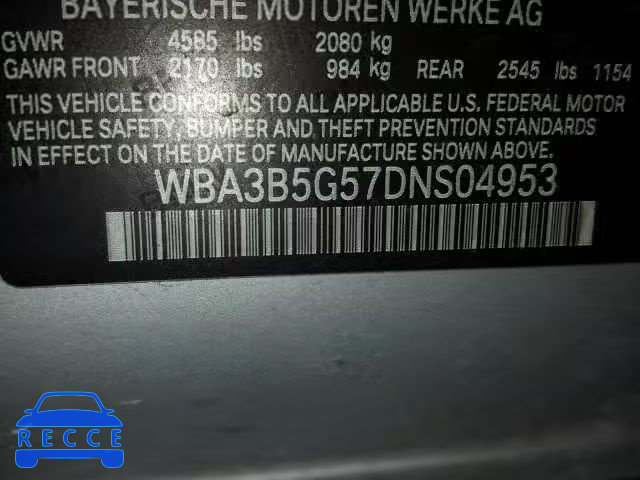 BAYERISCHE MOTOREN WERKE AG
GVWR 4585 lbs 2080 kg
GAWR FRONT 2170 lbs 984 kg REAR 2545 lbs 1154
THIS VEHICLE CONFORMS TO ALL APPLICABLE U.S. FEDERAL MOTOR
VEHICLE SAFETY, BUMPER AND THEFT PREVENTION STANDARDS
IN EFFECT ON THE DATE OF MANUFACTURE SHOWN ABOVE.
WBA3B5G57DNS04953
RECCE